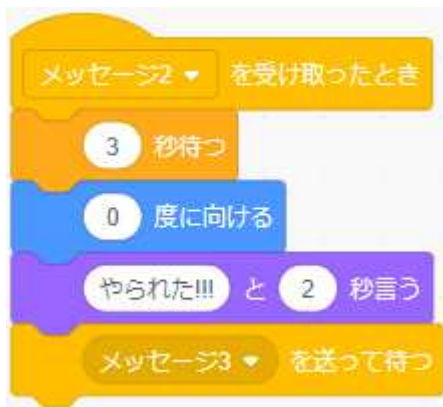 メッセージ2 を受け取ったとき
3 秒待つ
0 度に向ける
やられた!!! と 2 秒言う
メッセージ3 を送って待つ